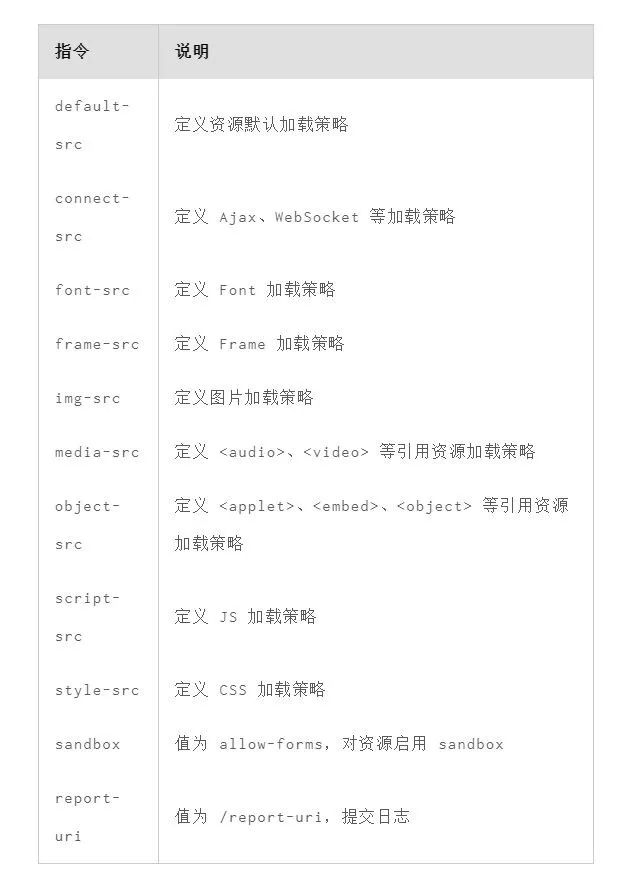 指令 说明
default-
src
定义资源默认加载策略
connect-
src
定义 Ajax、WebSocket 等加载策略
font-src 定义 Font 加载策略
frame-src 定义 Frame 加载策略
img-src 定义图片加载策略
media-src 定义 <audio>、<video> 等引用资源加载策略
object-
src
定义 <applet>、<embed>、<object> 等引用资源
加载策略
script-
src
定义 JS 加载策略
style-src 定义 CSS 加载策略
sandbox 值为 allow-forms，对资源启用 sandbox
report-
uri
值为 /report-uri，提交日志